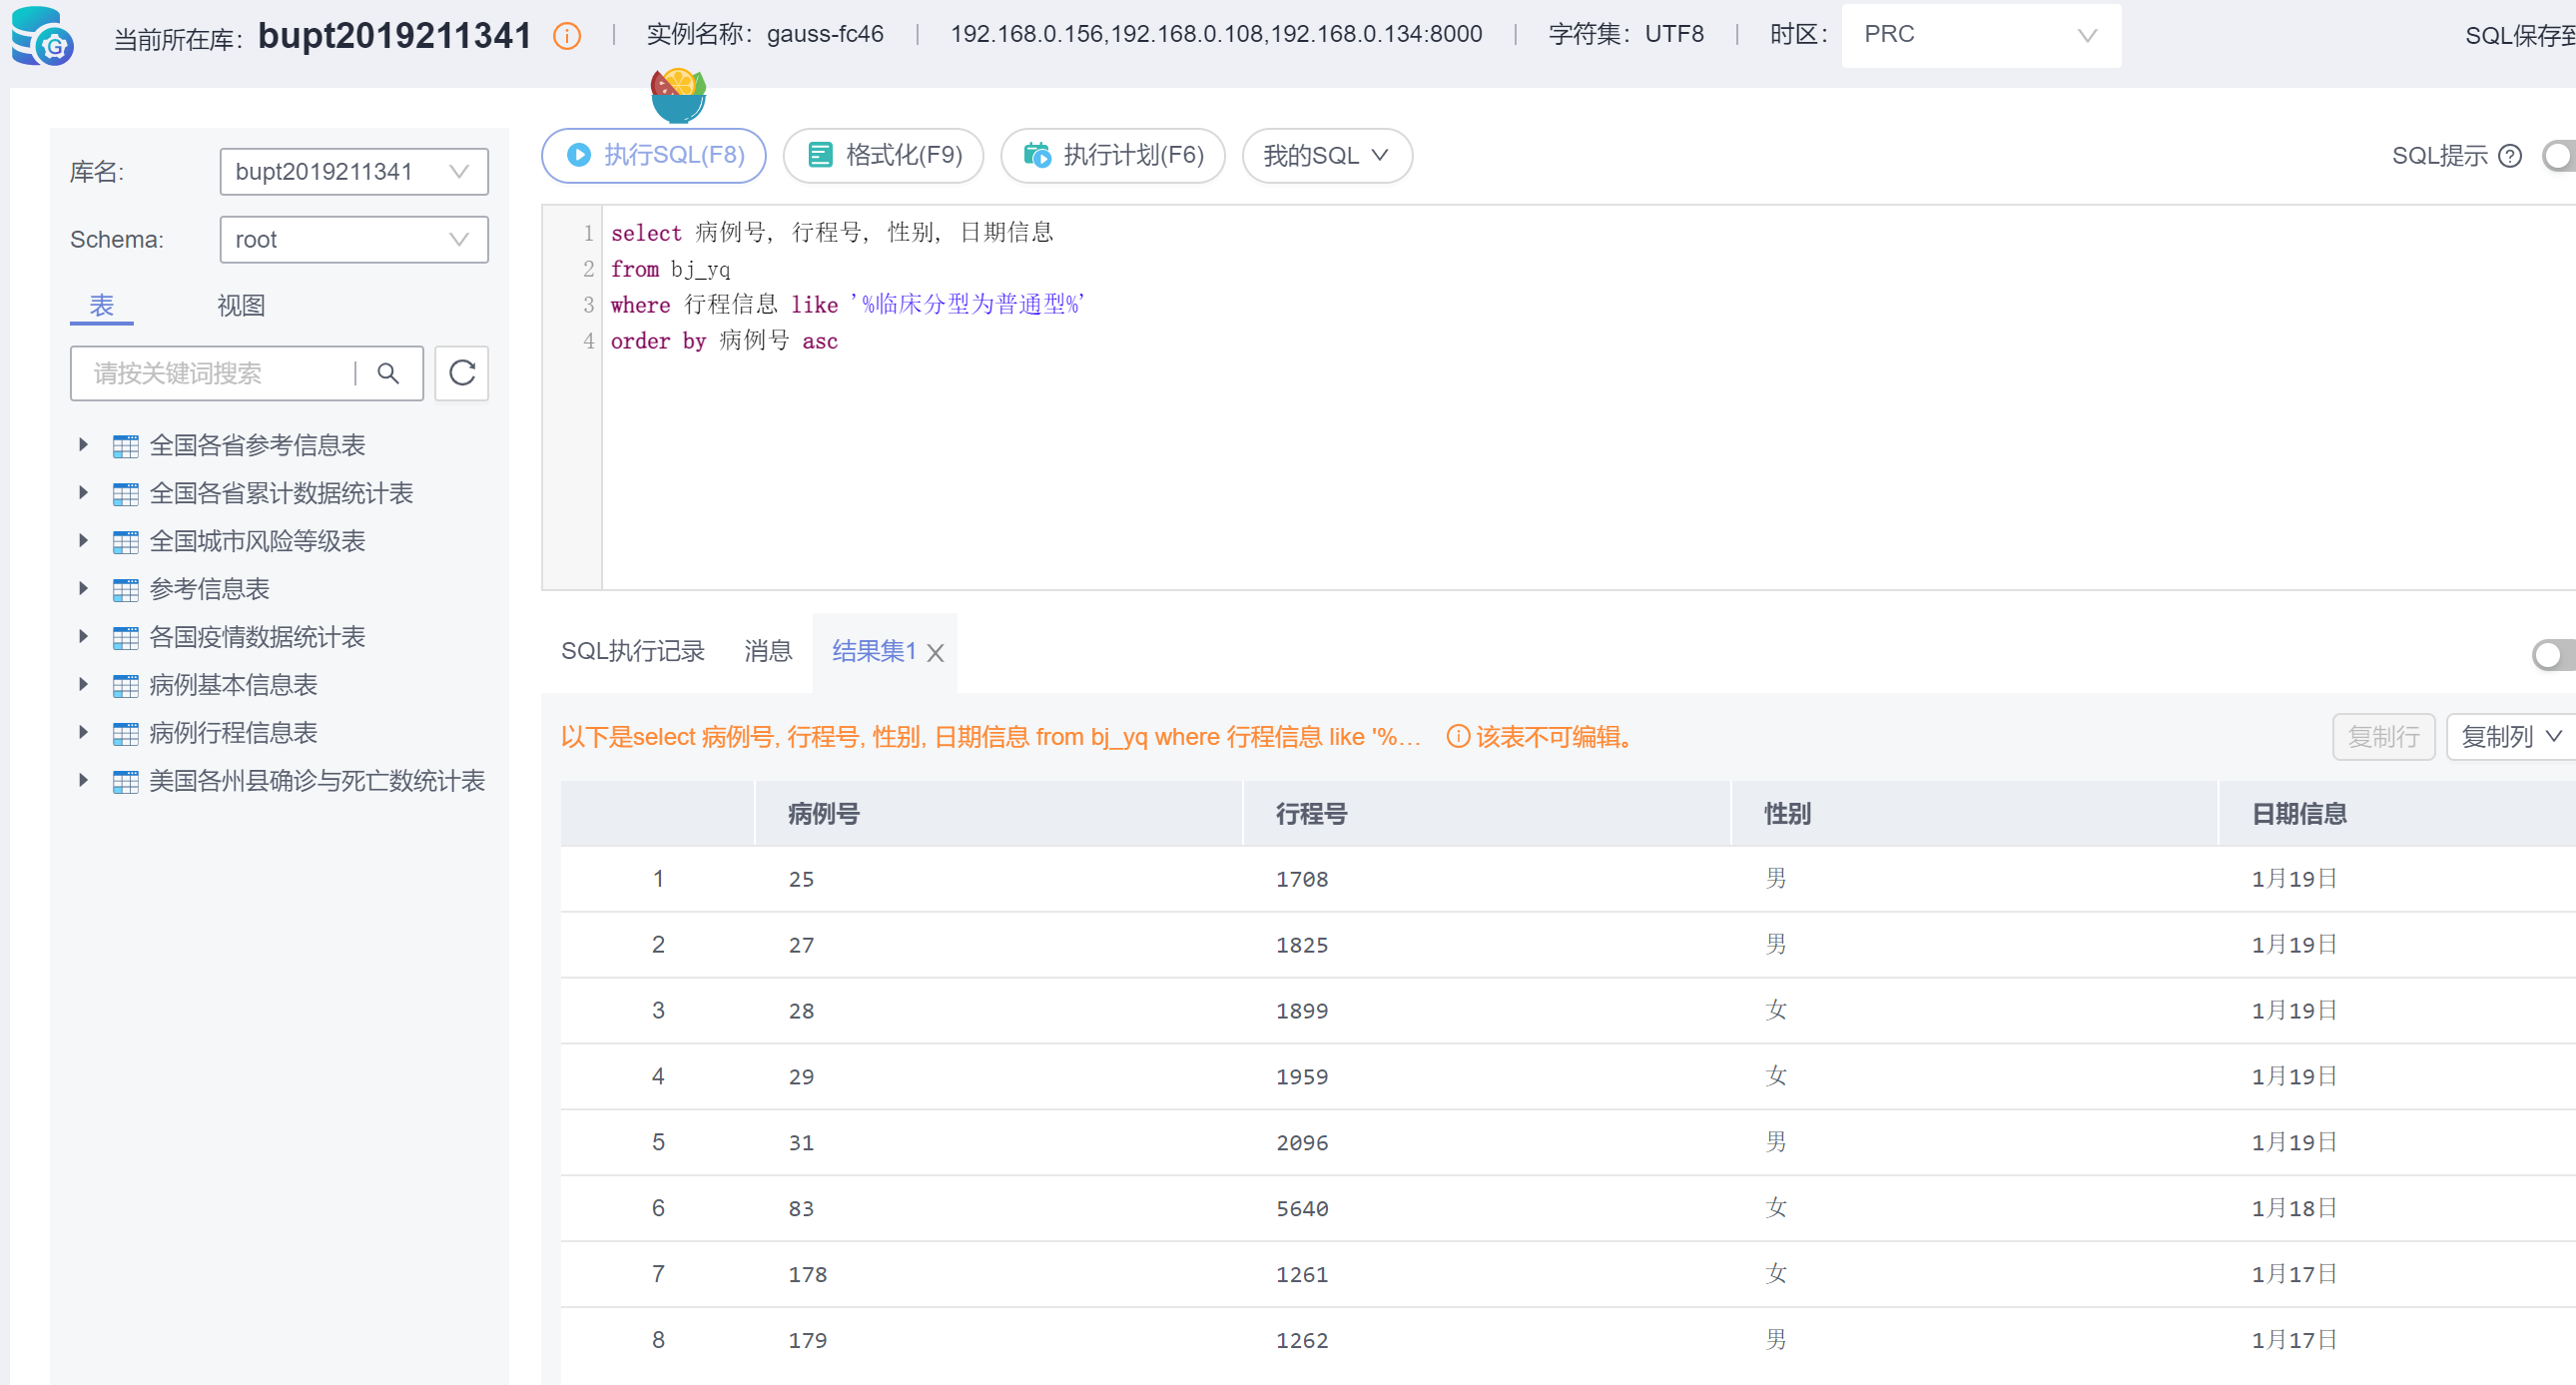 当前所在库: bupt2019211341 | 实例名称: gauss-fc46 | 192.168.0.156,192.168.0.108,192.168.0.134:8000 | 字符集: UTF8 | 时区: PRC
SQL保存到
库名: bupt2019211341
Schema: root
表 视图
请按关键词搜索
全国各省参考信息表
全国各省累计数据统计表
全国城市风险等级表
参考信息表
各国疫情数据统计表
病例基本信息表
病例行程信息表
美国各州县确诊与死亡数统计表
执行SQL(F8) 格式化(F9) 执行计划(F6) 我的SQL
SQL提示
1 select 病例号, 行程号, 性别, 日期信息
2 from bj_yq
3 where 行程信息 like '%临床分型为普通型%'
4 order by 病例号 asc
SQL执行记录 消息 结果集1
以下是select 病例号, 行程号, 性别, 日期信息 from bj_yq where 行程信息 like '%... 该表不可编辑。
复制行 复制列
病例号 行程号 性别 日期信息
1 25 1708 男 1月19日
2 27 1825 男 1月19日
3 28 1899 女 1月19日
4 29 1959 女 1月19日
5 31 2096 男 1月19日
6 83 5640 女 1月18日
7 178 1261 女 1月17日
8 179 1262 男 1月17日